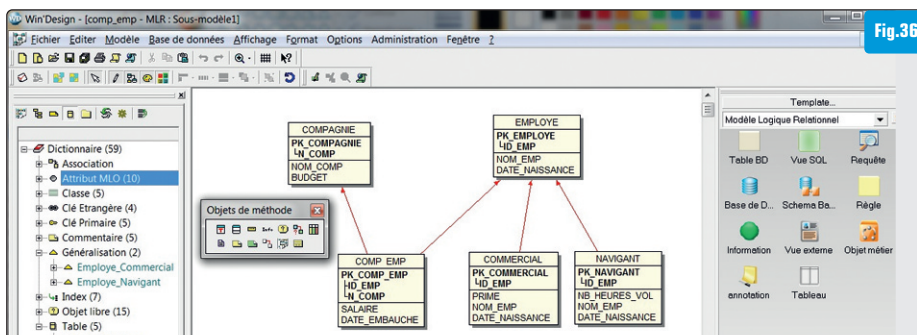 Win'Design - [comp_emp - MLR : Sous-modèle1]
Fig.36
Fichier Editer Modèle Base de données Affichage Format Options Administration Fenêtre ?
Dictionnaire (59)
Association
Attribut MLO (10)
Classe (5)
Clé Etrangère (4)
Clé Primaire (5)
Commentaire (5)
Généralisation (2)
Employe_Commercial
Employe_Navigant
Index (7)
Objet libre (15)
Table (5)
COMPAGNIE
PK_COMPAGNIE
N_COMP
NOM_COMP
BUDGET
EMPLOYE
PK_EMPLOYE
ID_EMP
NOM_EMP
DATE_NAISSANCE
Objets de méthode
COMP_EMP
PK_COMP_EMP
ID_EMP
N_COMP
SALAIRE
DATE_EMBAUCHE
COMMERCIAL
PK_COMMERCIAL
ID_EMP
PRIME
NOM_EMP
DATE_NAISSANCE
NAVIGANT
PK_NAVIGANT
ID_EMP
NB_HEURES_VOL
NOM_EMP
DATE_NAISSANCE
Template...
Modèle Logique Relationnel
Table BD Vue SQL Requête
Base de D... Schema Ba... Règle
Information Vue externe Objet métier
annotation Tableau